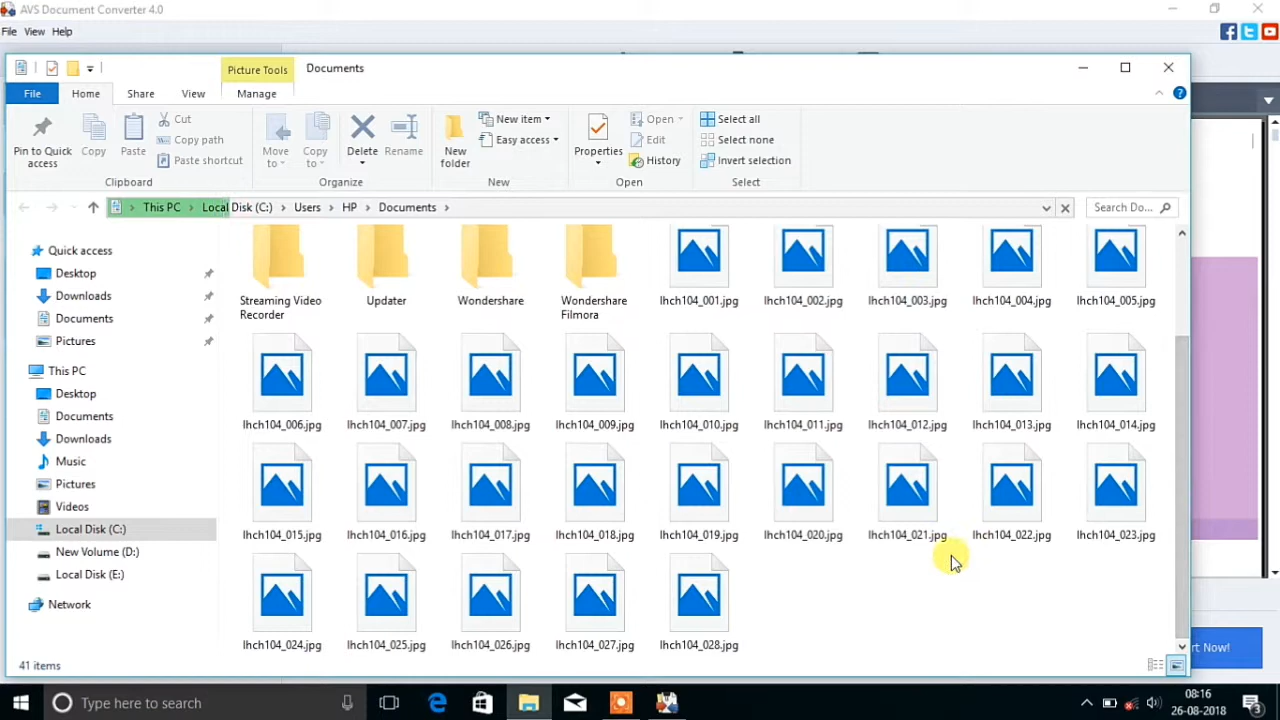 AVS Document Converter 4.0
File View Help
Picture Tools
Documents
File
Home
Share
View
Manage
Pin to Quick access
Copy
Paste
Cut
Copy path
Paste shortcut
Clipboard
Move to
Copy to
Delete
Rename
Organize
New folder
New item
Easy access
New
Properties
Open
Edit
History
Open
Select all
Select none
Invert selection
Select
This PC
Local Disk (C:)
Users
HP
Documents
Search Do...
Quick access
Desktop
Downloads
Documents
Pictures
This PC
Desktop
Documents
Downloads
Music
Pictures
Videos
Local Disk (C:)
New Volume (D:)
Local Disk (E:)
Network
Streaming Video Recorder
Updater
Wondershare
Wondershare Filmora
lhch104_001.jpg
lhch104_002.jpg
lhch104_003.jpg
lhch104_004.jpg
lhch104_005.jpg
lhch104_006.jpg
lhch104_007.jpg
lhch104_008.jpg
lhch104_009.jpg
lhch104_010.jpg
lhch104_011.jpg
lhch104_012.jpg
lhch104_013.jpg
lhch104_014.jpg
lhch104_015.jpg
lhch104_016.jpg
lhch104_017.jpg
lhch104_018.jpg
lhch104_019.jpg
lhch104_020.jpg
lhch104_021.jpg
lhch104_022.jpg
lhch104_023.jpg
lhch104_024.jpg
lhch104_025.jpg
lhch104_026.jpg
lhch104_027.jpg
lhch104_028.jpg
41 items
rt Now!
Type here to search
08:16
26-08-2018
3